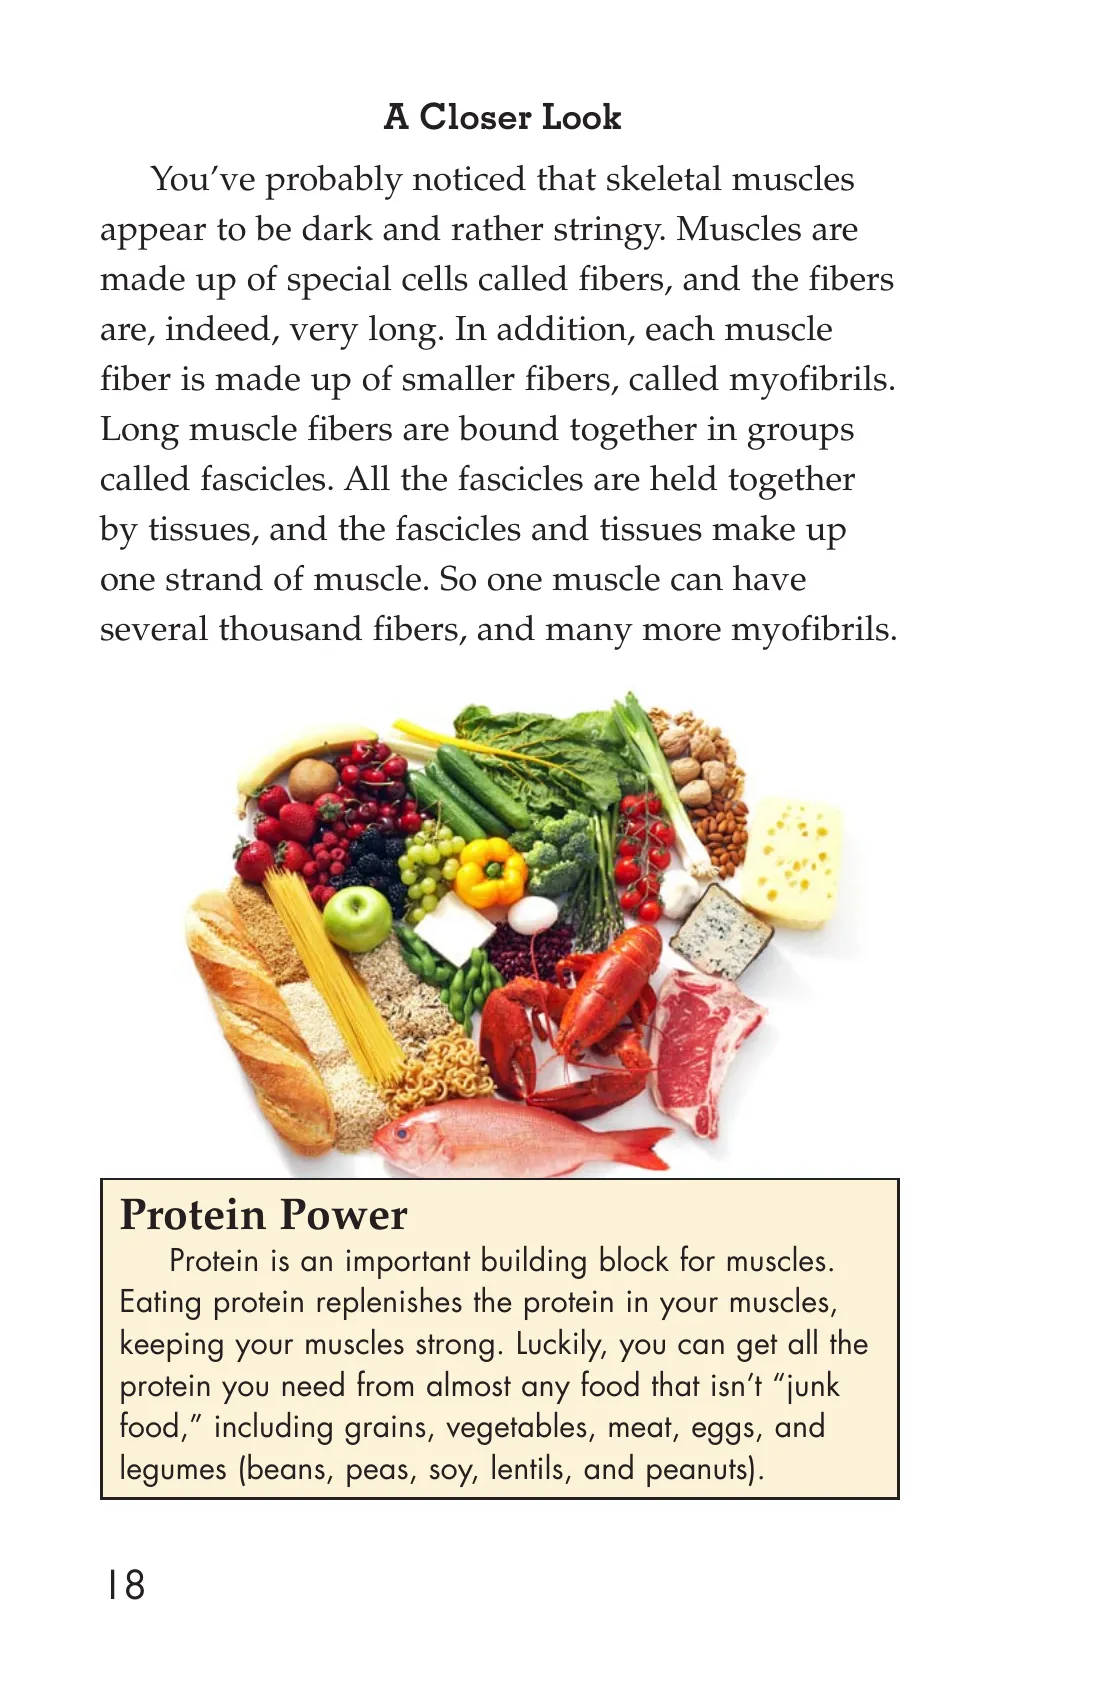 A Closer Look
You’ve probably noticed that skeletal muscles
appear to be dark and rather stringy. Muscles are
made up of special cells called fibers, and the fibers
are, indeed, very long. In addition, each muscle
fiber is made up of smaller fibers, called myofibrils.
Long muscle fibers are bound together in groups
called fascicles. All the fascicles are held together
by tissues, and the fascicles and tissues make up
one strand of muscle. So one muscle can have
several thousand fibers, and many more myofibrils.
Protein Power
Protein is an important building block for muscles.
Eating protein replenishes the protein in your muscles,
keeping your muscles strong. Luckily, you can get all the
protein you need from almost any food that isn’t “junk
food,” including grains, vegetables, meat, eggs, and
legumes (beans, peas, soy, lentils, and peanuts).
18